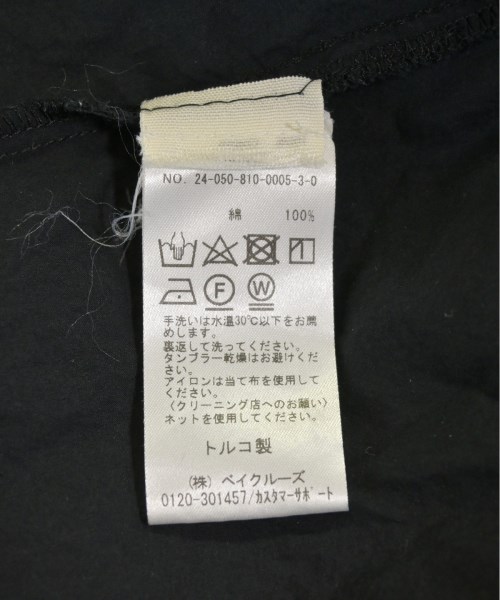 NO. 24-050-810-0005-3-0
綿 100%
F W
手洗いは水温30℃以下をお薦
めします。
裏返して洗ってください。
タンブラー乾燥はお避けくださ
い。
アイロンは当て布を使用して
ください。
〈クリーニング店へのお願い〉
ネットを使用してください。
トルコ製
(株) ベイクルーズ
0120-301457/カスタマーサポート